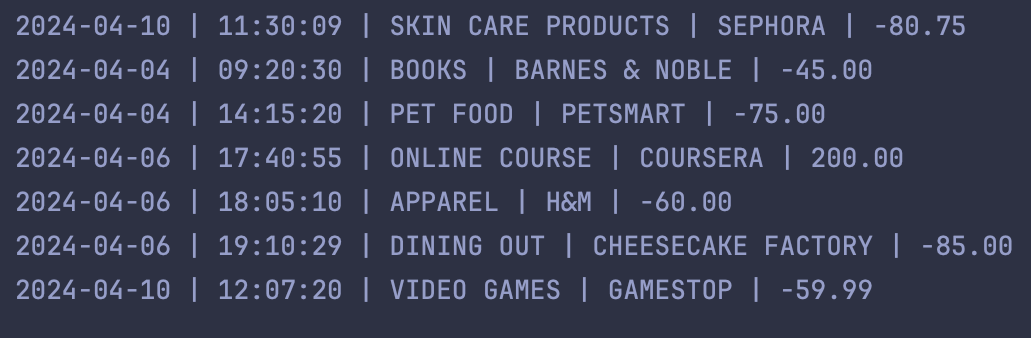 2024-04-10 | 11:30:09 | SKIN CARE PRODUCTS | SEPHORA | -80.75
2024-04-04 | 09:20:30 | BOOKS | BARNES & NOBLE | -45.00
2024-04-04 | 14:15:20 | PET FOOD | PETSMART | -75.00
2024-04-06 | 17:40:55 | ONLINE COURSE | COURSERA | 200.00
2024-04-06 | 18:05:10 | APPAREL | H&M | -60.00
2024-04-06 | 19:10:29 | DINING OUT | CHEESECAKE FACTORY | -85.00
2024-04-10 | 12:07:20 | VIDEO GAMES | GAMESTOP | -59.99